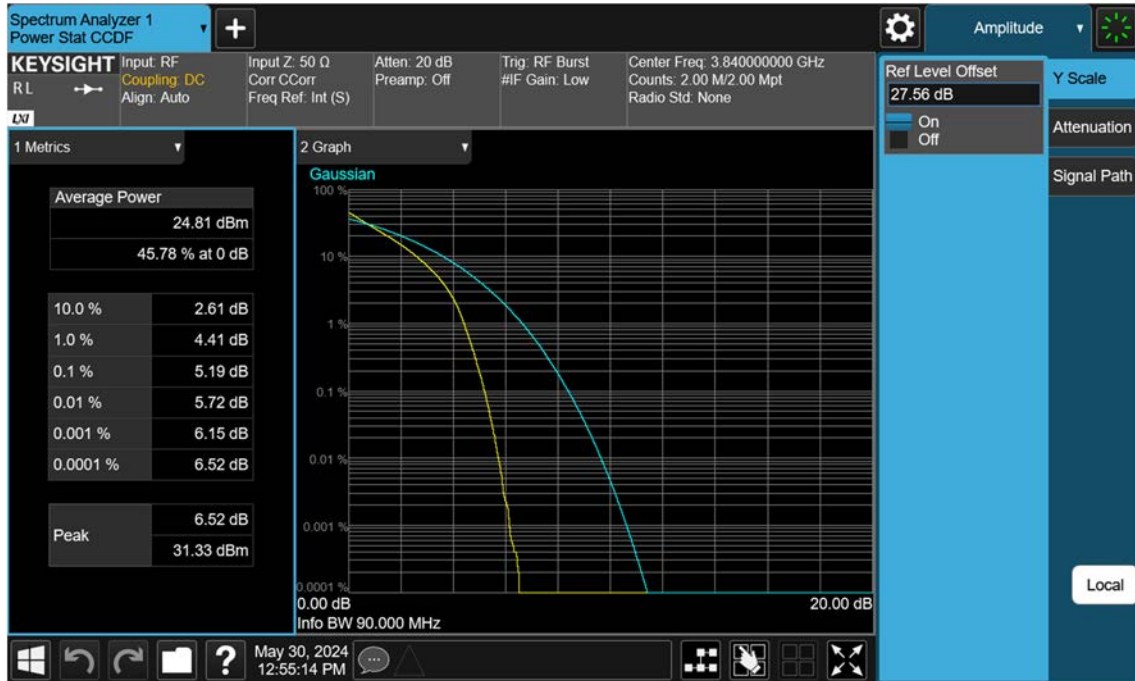 Spectrum Analyzer 1
Power Stat CCDF
+
Amplitude
KEYSIGHT
R L
LXI
Input: RF
Coupling: DC
Align: Auto
Input Z: 50 Ω
Corr CCorr
Freq Ref: Int (S)
Atten: 20 dB
Preamp: Off
Trig: RF Burst
#IF Gain: Low
Center Freq: 3.840000000 GHz
Counts: 2.00 M/2.00 Mpt
Radio Std: None
Ref Level Offset
27.56 dB
On
Off
Y Scale
Attenuation
Signal Path
1 Metrics
Average Power
24.81 dBm
45.78 % at 0 dB
10.0 % 2.61 dB
1.0 % 4.41 dB
0.1 % 5.19 dB
0.01 % 5.72 dB
0.001 % 6.15 dB
0.0001 % 6.52 dB
Peak
6.52 dB
31.33 dBm
2 Graph
Gaussian
100 %
10 %
1 %
0.1 %
0.01 %
0.001 %
0.0001 %
0.00 dB 20.00 dB
Info BW 90.000 MHz
Local
?
May 30, 2024
12:55:14 PM